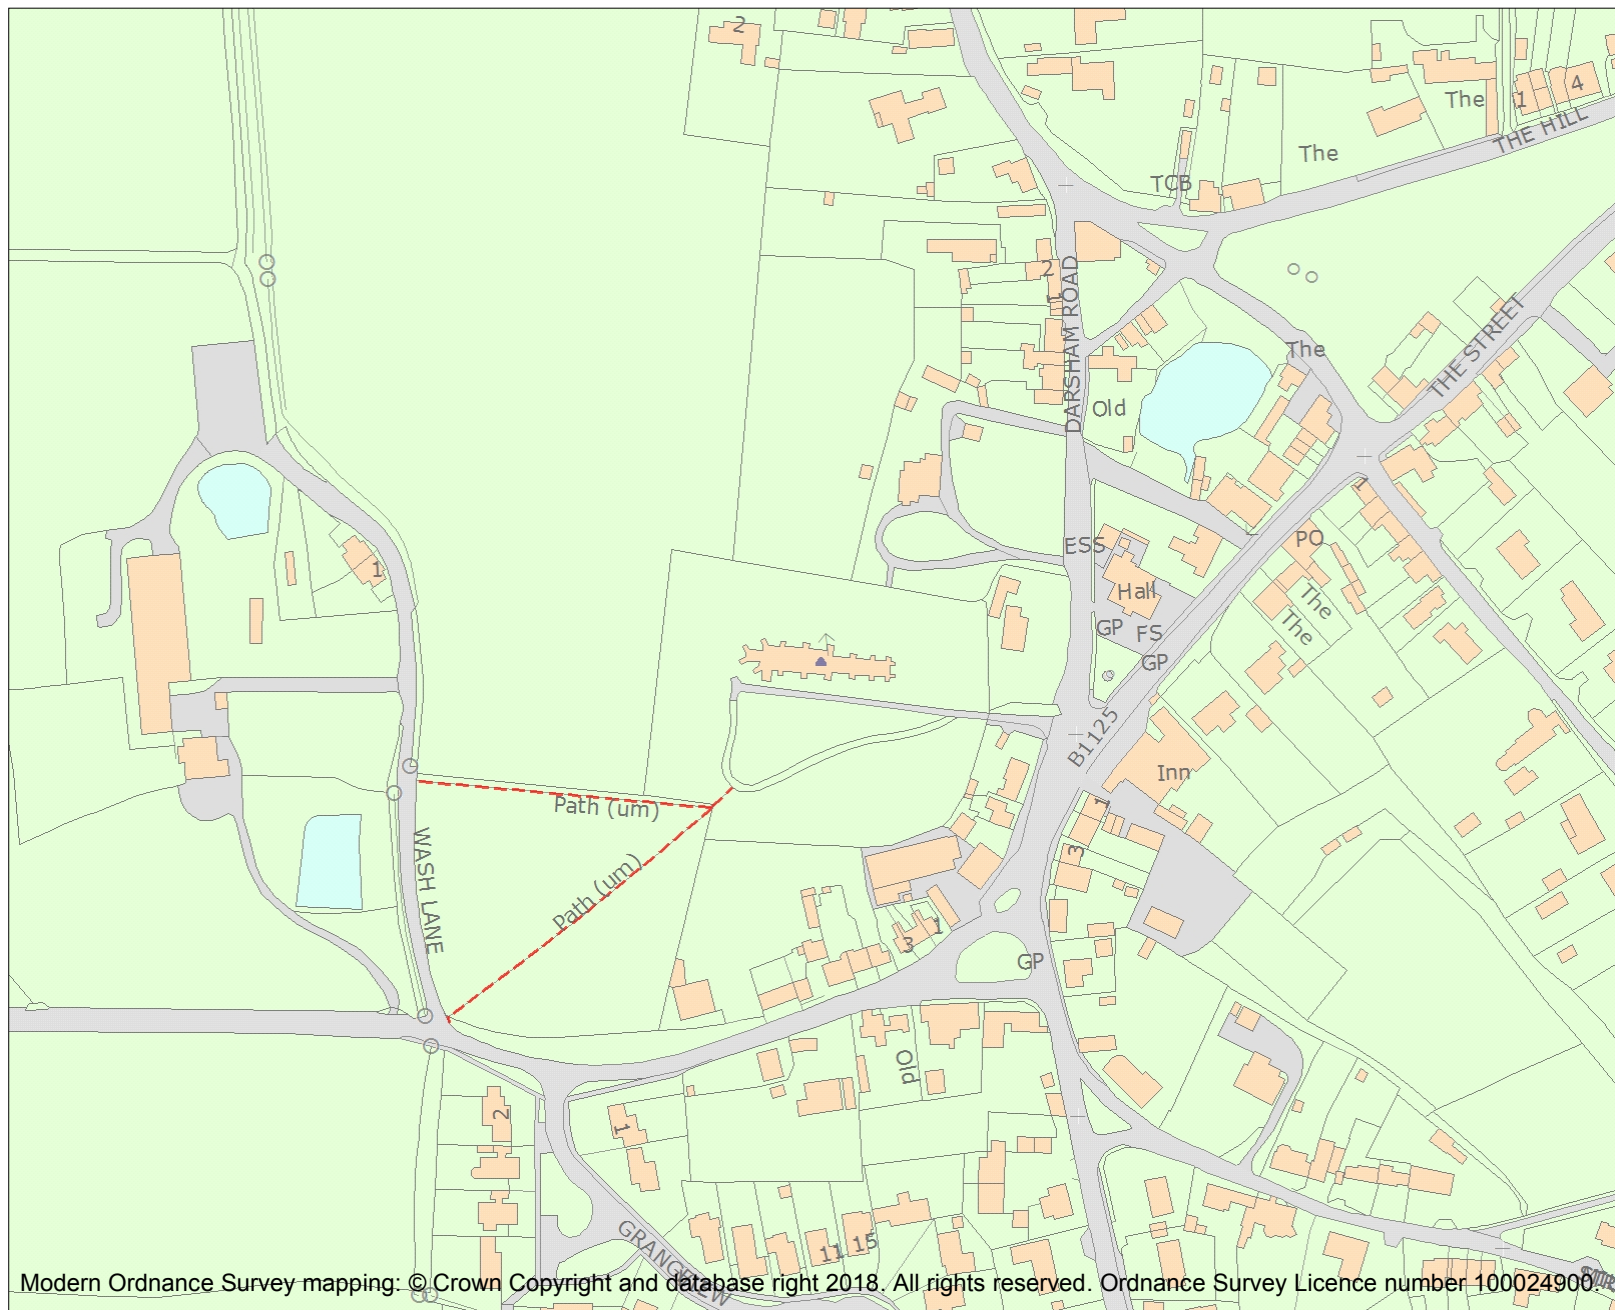 2
The
1
4
THE HILL
The
TCB
2
1
DARSHAM ROAD
The
THE STREET
Old
1
PO
ESS
1
Hall
The
The
GP
FS
GP
B1125
Inn
Path (um)
1
3
WASH LANE
Path (um)
1
3
GP
Old
2
1
11
15
GRANGEVIEW
Modern Ordnance Survey mapping: © Crown Copyright and database right 2018. All rights reserved. Ordnance Survey Licence number 100024900.